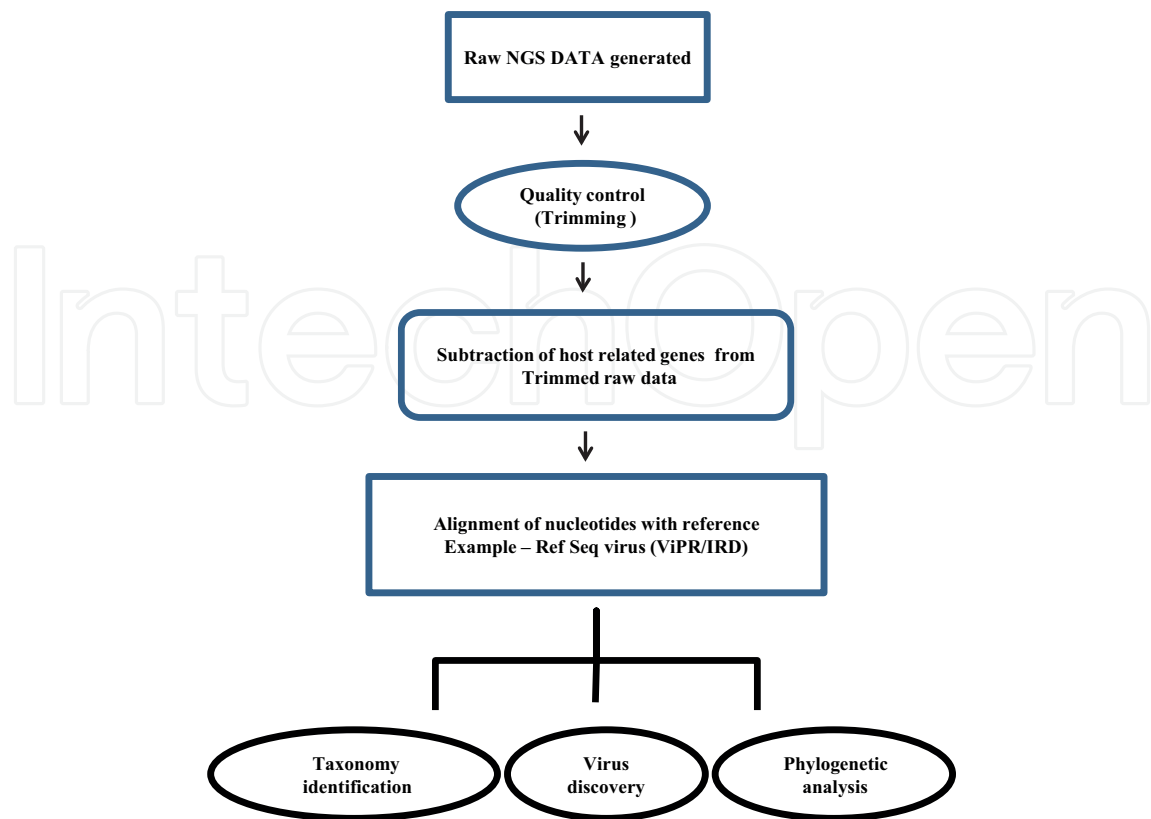 Raw NGS DATA generated
Quality control
(Trimming )
IntechOpen
Subtraction of host related genes from
Trimmed raw data
Alignment of nucleotides with reference
Example – Ref Seq virus (ViPR/IRD)
Taxonomy
identification
Virus
discovery
Phylogenetic
analysis